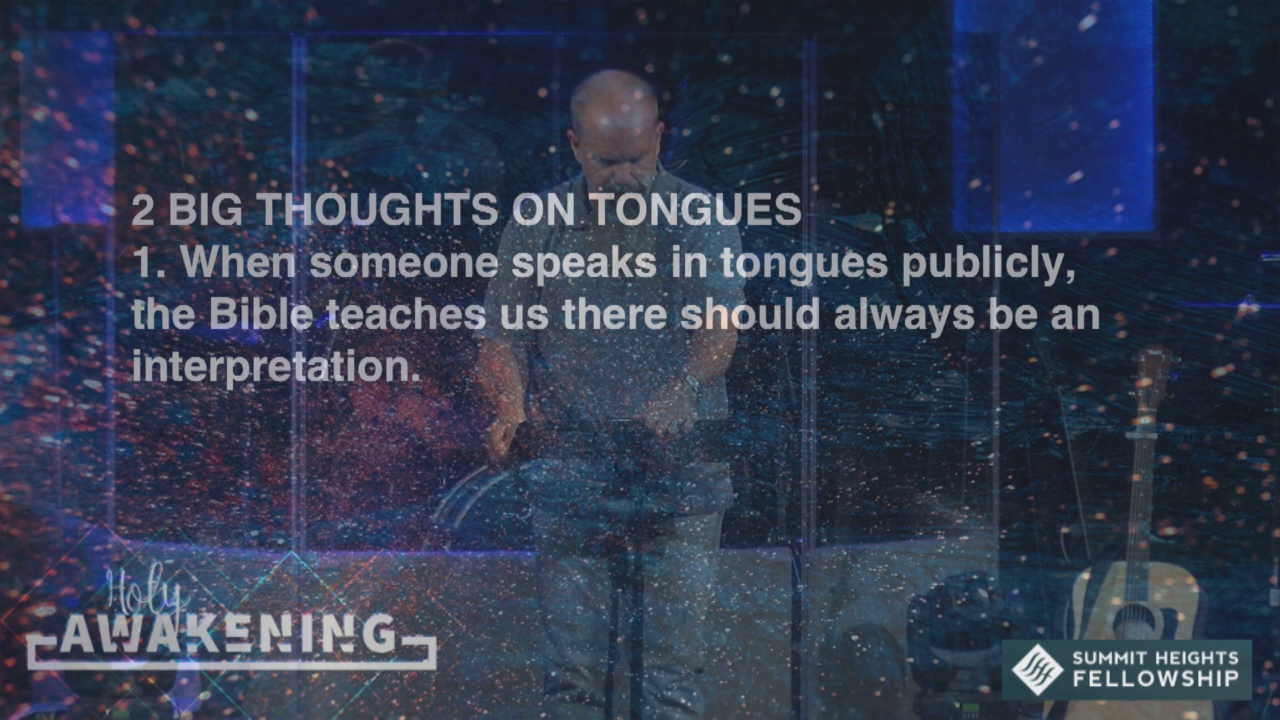 2 BIG THOUGHTS ON TONGUES
1. When someone speaks in tongues publicly,
the Bible teaches us there should always be an
interpretation.
Holy
AWAKENING
SUMMIT HEIGHTS
FELLOWSHIP